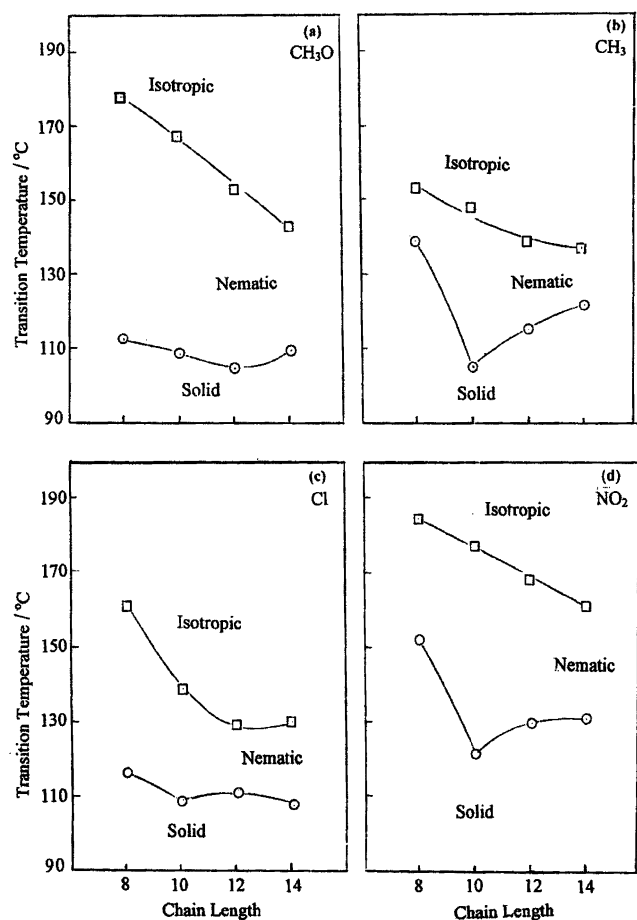 (a)
CH₃O
190
170
150
130
110
90
Transition Temperature / °C
Isotropic
Nematic
Solid
(b)
CH₃
Isotropic
Nematic
Solid
(c)
Cl
190
170
150
130
110
90
Transition Temperature / °C
Isotropic
Nematic
Solid
8 10 12 14
Chain Length
(d)
NO₂
Isotropic
Nematic
Solid
8 10 12 14
Chain Length